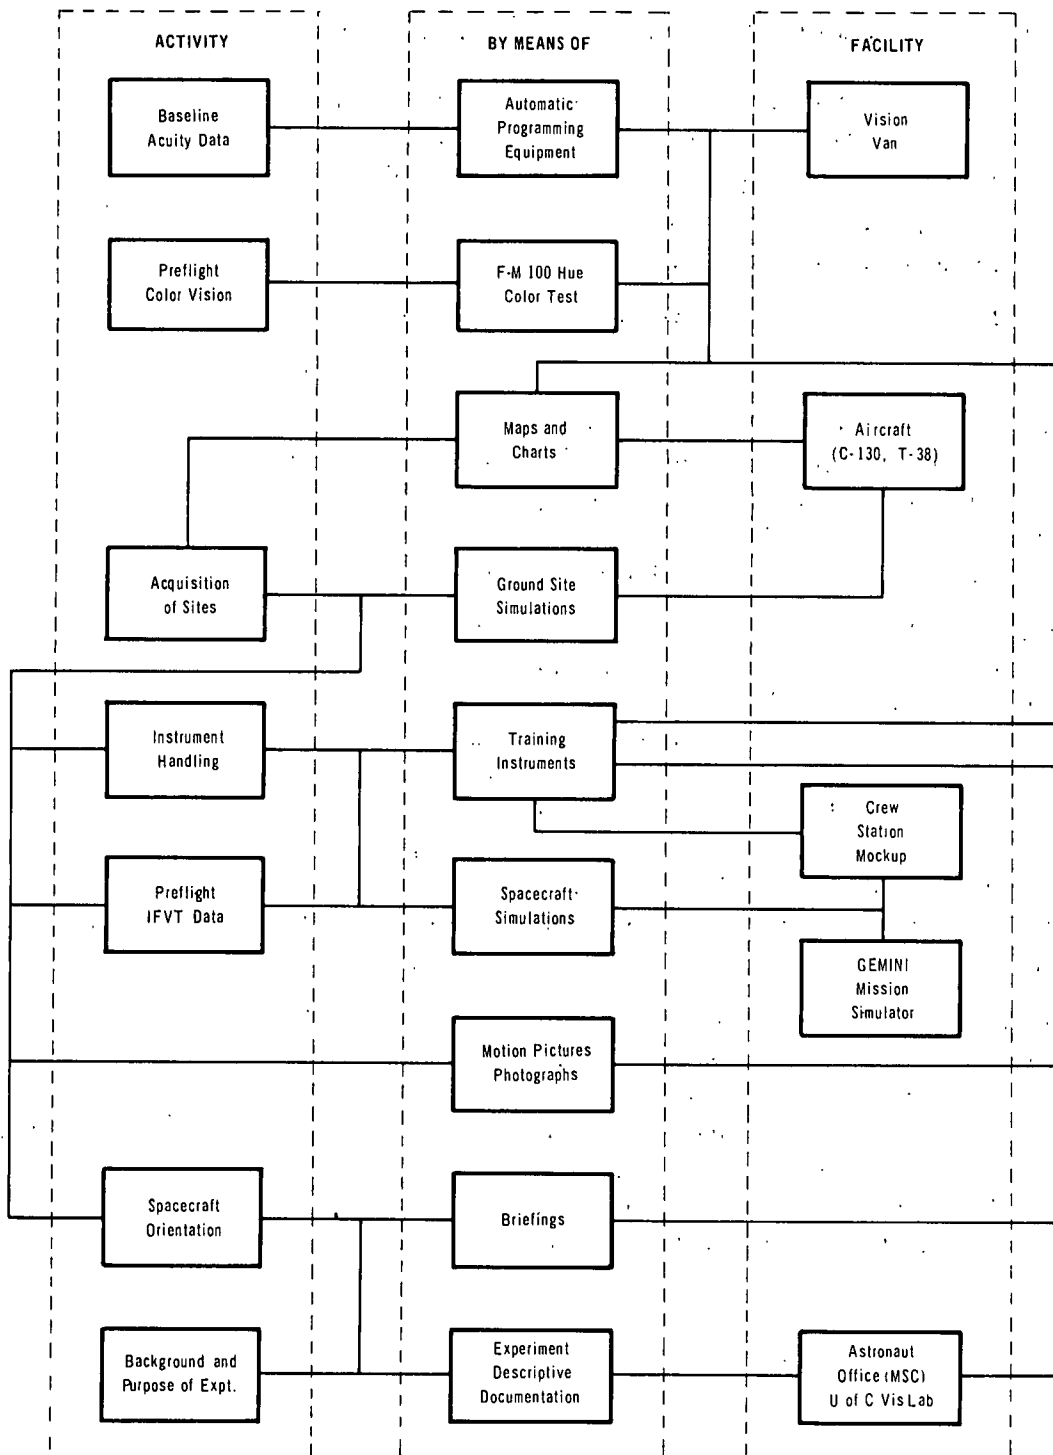 ACTIVITY
BY MEANS OF
FACILITY
Baseline
Acuity Data
Automatic
Programming
Equipment
Vision
Van
Preflight
Color Vision
F-M 100 Hue
Color Test
Maps and
Charts
Aircraft
(C-130, T-38)
Acquisition
of Sites
Ground Site
Simulations
Instrument
Handling
Training
Instruments
Crew
Station
Mockup
Preflight
IFVT Data
Spacecraft
Simulations
GEMINI
Mission
Simulator
Motion Pictures
Photographs
Spacecraft
Orientation
Briefings
Background and
Purpose of Expt.
Experiment
Descriptive
Documentation
Astronaut
Office (MSC)
U of C Vis Lab